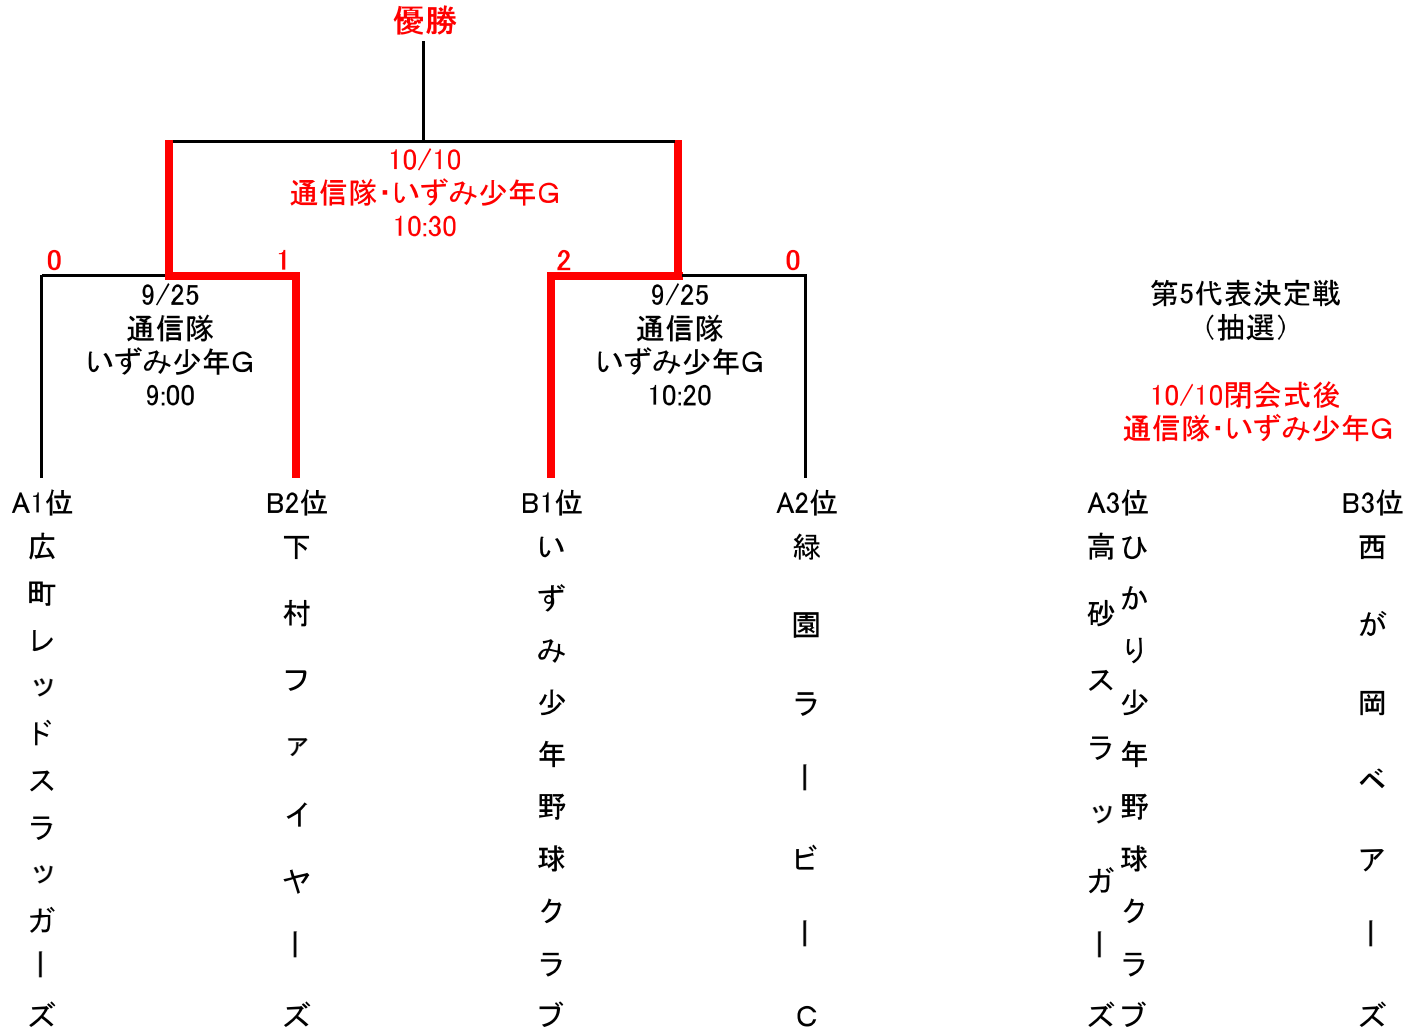 優勝
10/10
通信隊・いずみ少年G
10:30
0
1
2
0
9/25
通信隊
いずみ少年G
9:00
9/25
通信隊
いずみ少年G
10:20
第5代表決定戦
（抽選）
10/10閉会式後
通信隊・いずみ少年G
A1位
B2位
B1位
A2位
A3位
B3位
広町レッドスラッガーズ
下村ファイヤーズ
いずみ少年野球クラブ
緑園ラービーC
ひかり少年野球クラブ
高砂スラッガーズ
西が岡ベアーズ